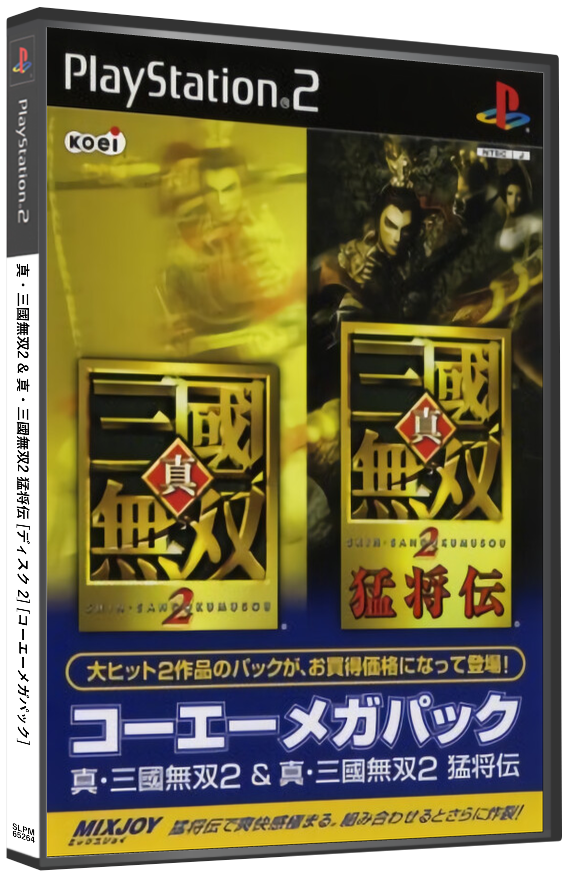 PlayStation.2
真・三國無双2 & 真・三國無双2 猛将伝 [ディスク 2] [コーエーメガパック]
SLPM
65264
PlayStation®2
KOEI
NTSC J
三國
真
無双
2
SHIN・SANGOKUMUSOU
三國
真
無双
2
SHIN・SANGOKUMUSOU
猛将伝
大ヒット2作品のパックが、お買得価格になって登場!
コーエーメガパック
真・三國無双2 & 真・三國無双2 猛将伝
MIXJOY
ミックスジョイ
猛将伝で爽快感極まる。組み合わせるとさらに炸裂!